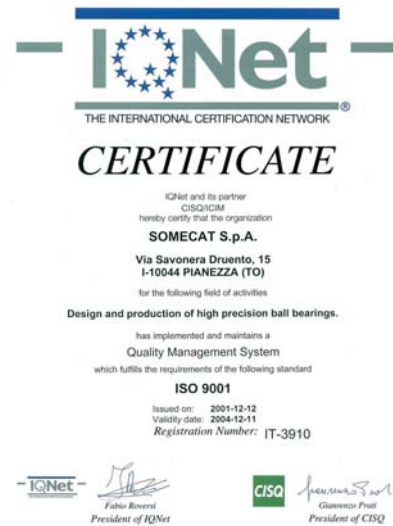 IQNet
®
THE INTERNATIONAL CERTIFICATION NETWORK
CERTIFICATE
IQNet and its partner
CISQ/ICIM
hereby certify that the organization
SOMECAT S.p.A.
Via Savonera Druento, 15
I-10044 PIANEZZA (TO)
for the following field of activities
Design and production of high precision ball bearings.
has implemented and maintains a
Quality Management System
which fulfills the requirements of the following standard
ISO 9001
Issued on: 2001-12-12
Validity date: 2004-12-11
Registration Number: IT-3910
IQNet
Fabio Roversi
President of IQNet
CISQ
Gianrenzo Prati
President of CISQ